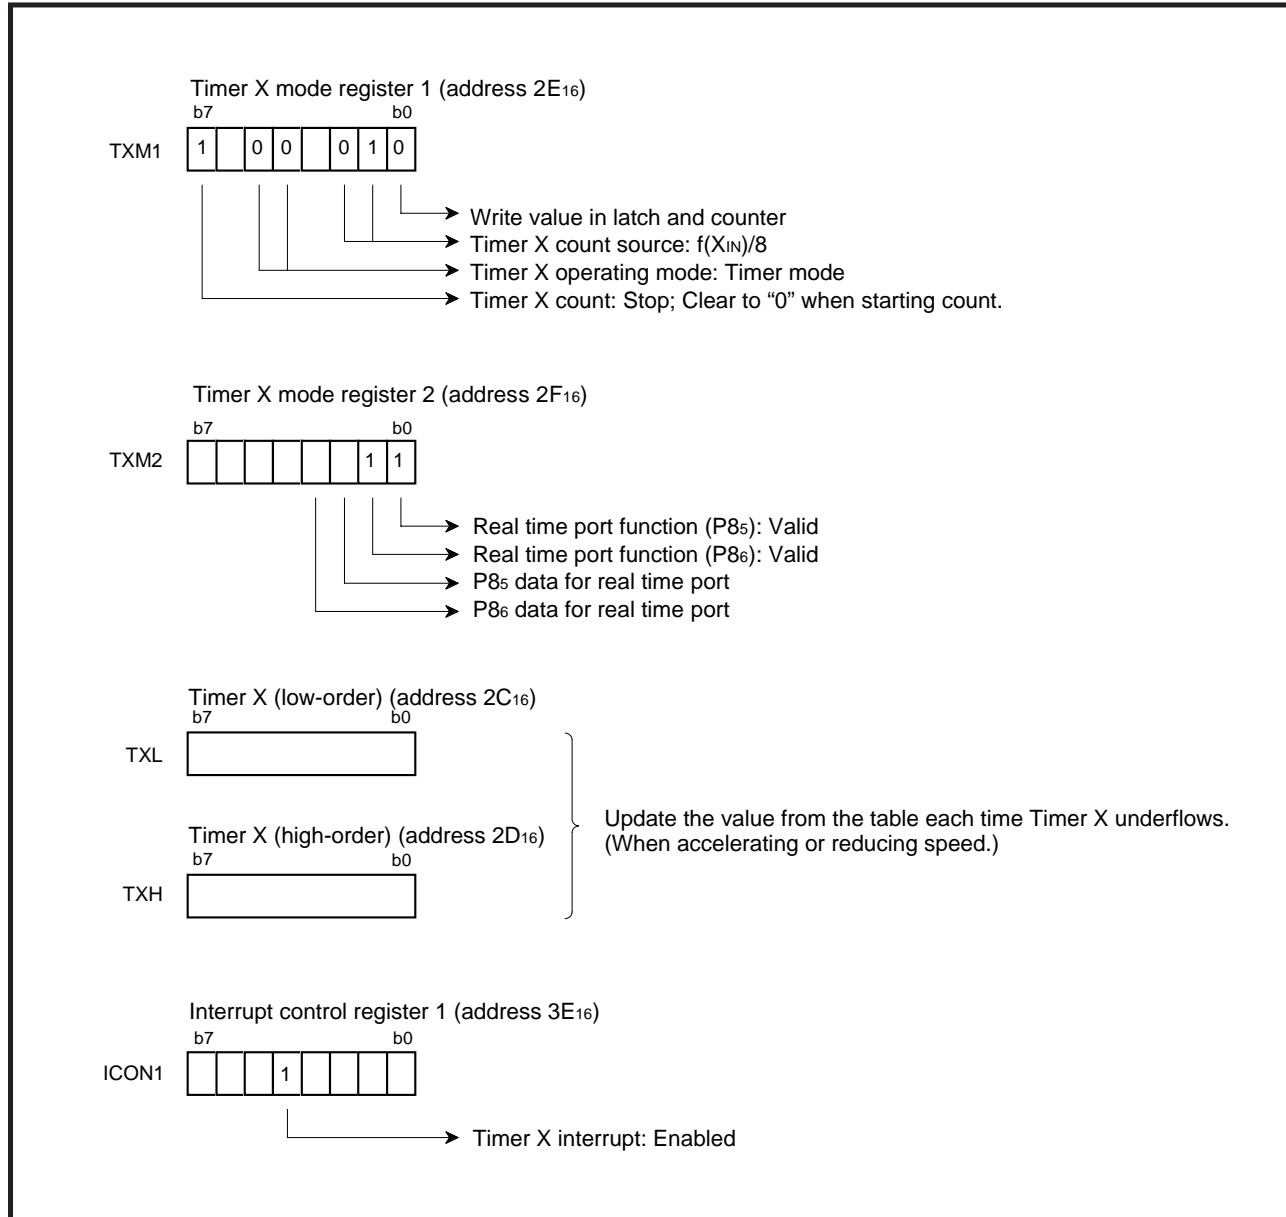 Timer X mode register 1 (address 2E16)
b7 b0
TXM1 1 0 0 0 1 0
Write value in latch and counter
Timer X count source: f(XIN)/8
Timer X operating mode: Timer mode
Timer X count: Stop; Clear to “0” when starting count.
Timer X mode register 2 (address 2F16)
b7 b0
TXM2 1 1
Real time port function (P85): Valid
Real time port function (P86): Valid
P85 data for real time port
P86 data for real time port
Timer X (low-order) (address 2C16)
b7 b0
TXL
Timer X (high-order) (address 2D16)
b7 b0
TXH
Update the value from the table each time Timer X underflows.
(When accelerating or reducing speed.)
Interrupt control register 1 (address 3E16)
b7 b0
ICON1 1
Timer X interrupt: Enabled